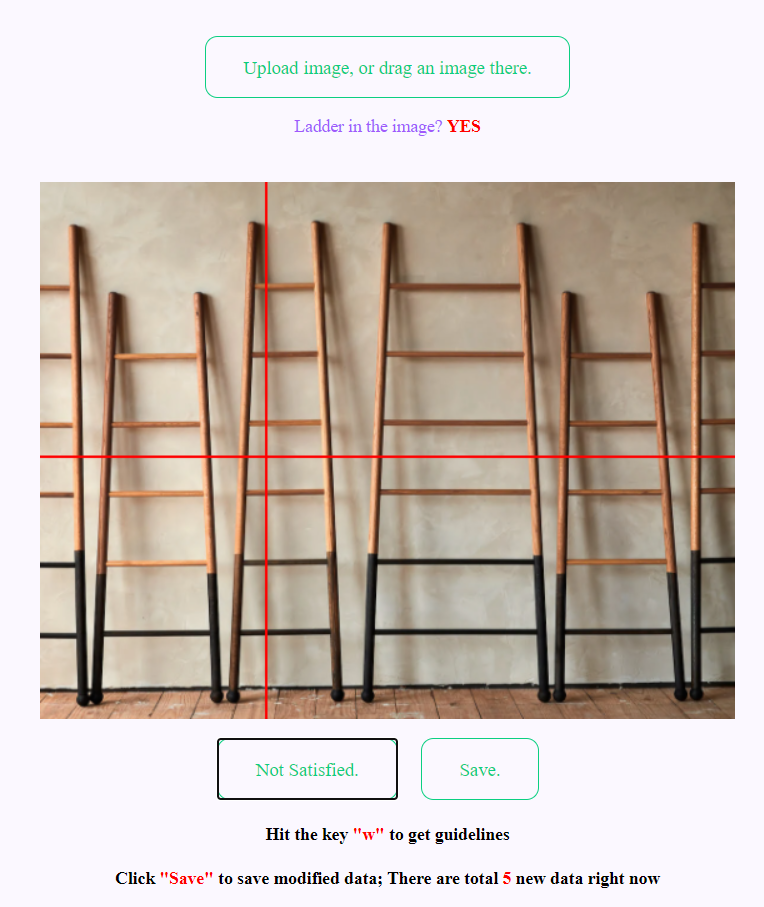 Upload image, or drag an image there.
Ladder in the image? YES
Not Satisfied.
Save.
Hit the key "w" to get guidelines
Click "Save" to save modified data; There are total 5 new data right now